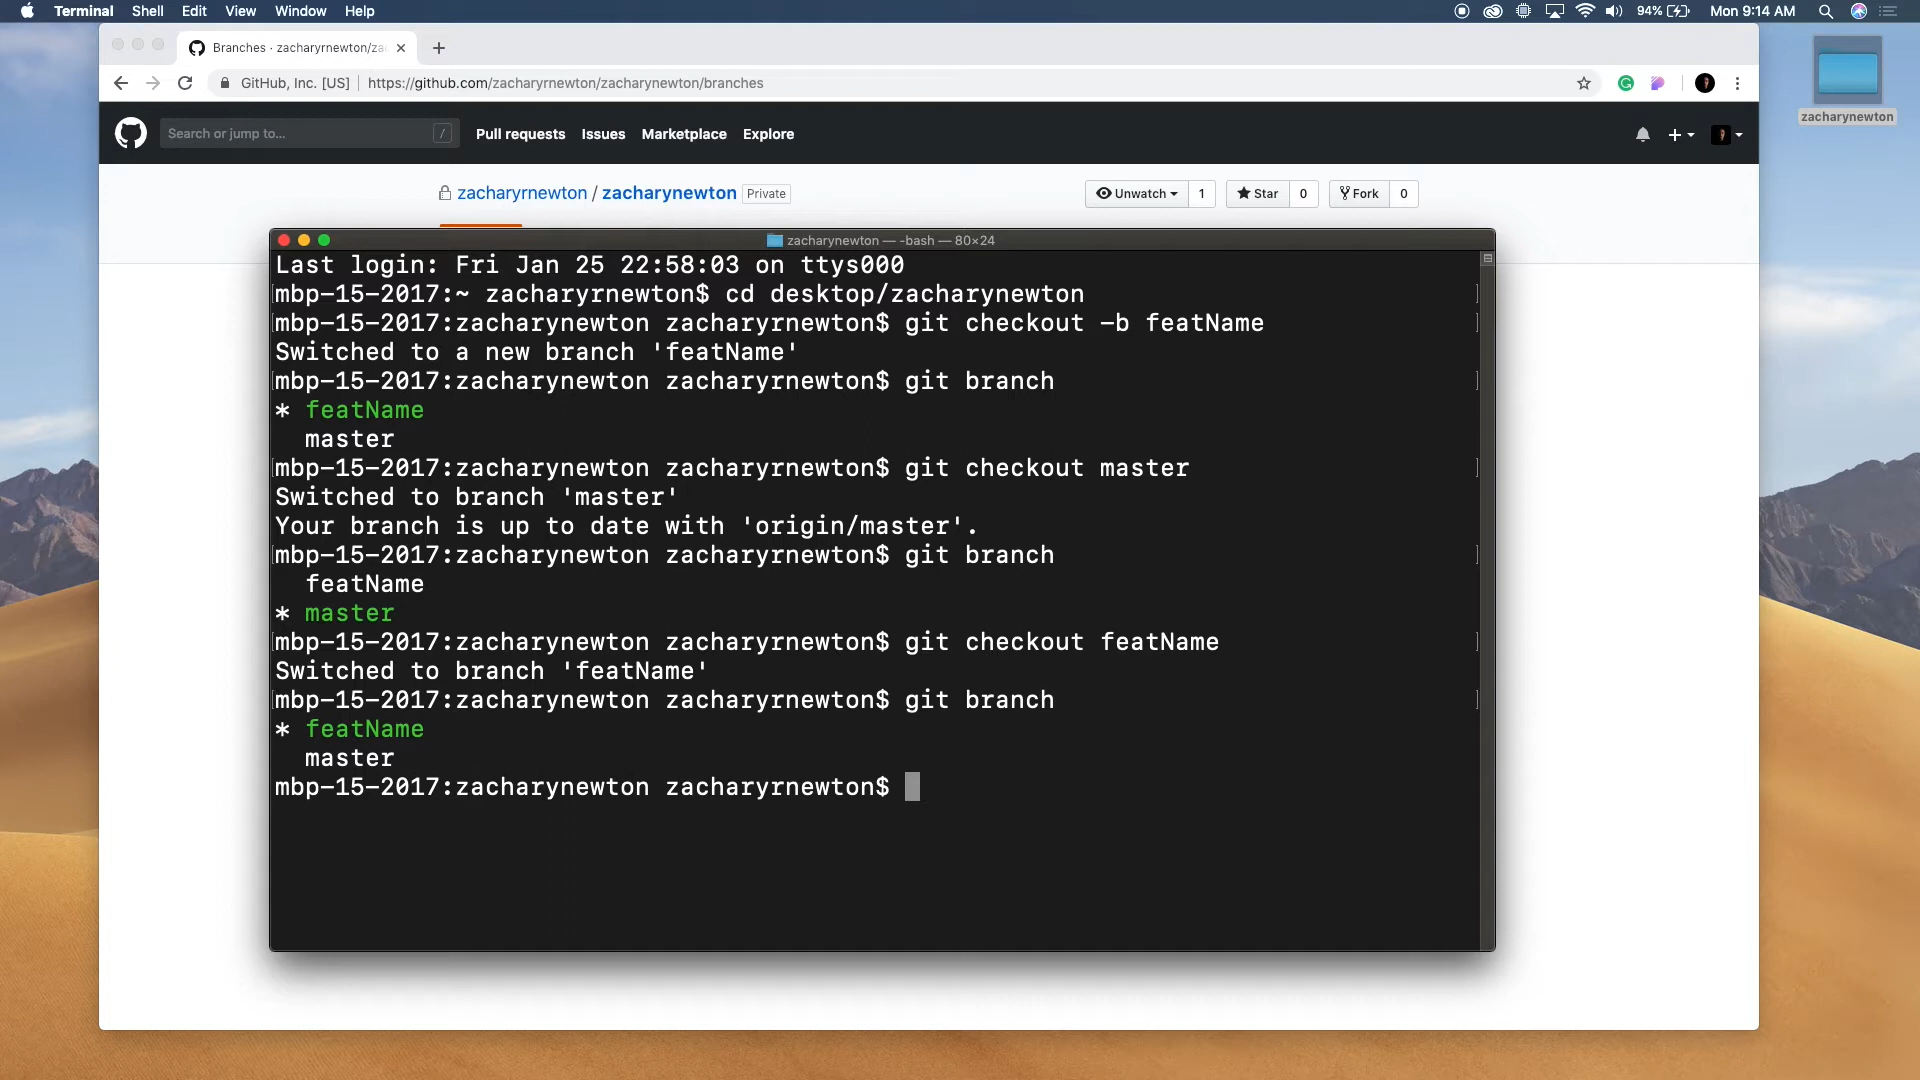 Terminal Shell Edit View Window Help 94% Mon 9:14 AM
Branches · zacharyrnewton/za
GitHub, Inc. [US] https://github.com/zacharyrnewton/zacharynewton/branches
zacharynewton
Search or jump to... / Pull requests Issues Marketplace Explore
zacharyrnewton / zacharynewton Private Unwatch 1 Star 0 Fork 0
zacharynewton — -bash — 80×24
Last login: Fri Jan 25 22:58:03 on ttys000
mbp-15-2017:~ zacharyrnewton$ cd desktop/zacharynewton
mbp-15-2017:zacharynewton zacharyrnewton$ git checkout -b featName
Switched to a new branch 'featName'
mbp-15-2017:zacharynewton zacharyrnewton$ git branch
* featName
master
mbp-15-2017:zacharynewton zacharyrnewton$ git checkout master
Switched to branch 'master'
Your branch is up to date with 'origin/master'.
mbp-15-2017:zacharynewton zacharyrnewton$ git branch
featName
* master
mbp-15-2017:zacharynewton zacharyrnewton$ git checkout featName
Switched to branch 'featName'
mbp-15-2017:zacharynewton zacharyrnewton$ git branch
* featName
master
mbp-15-2017:zacharynewton zacharyrnewton$